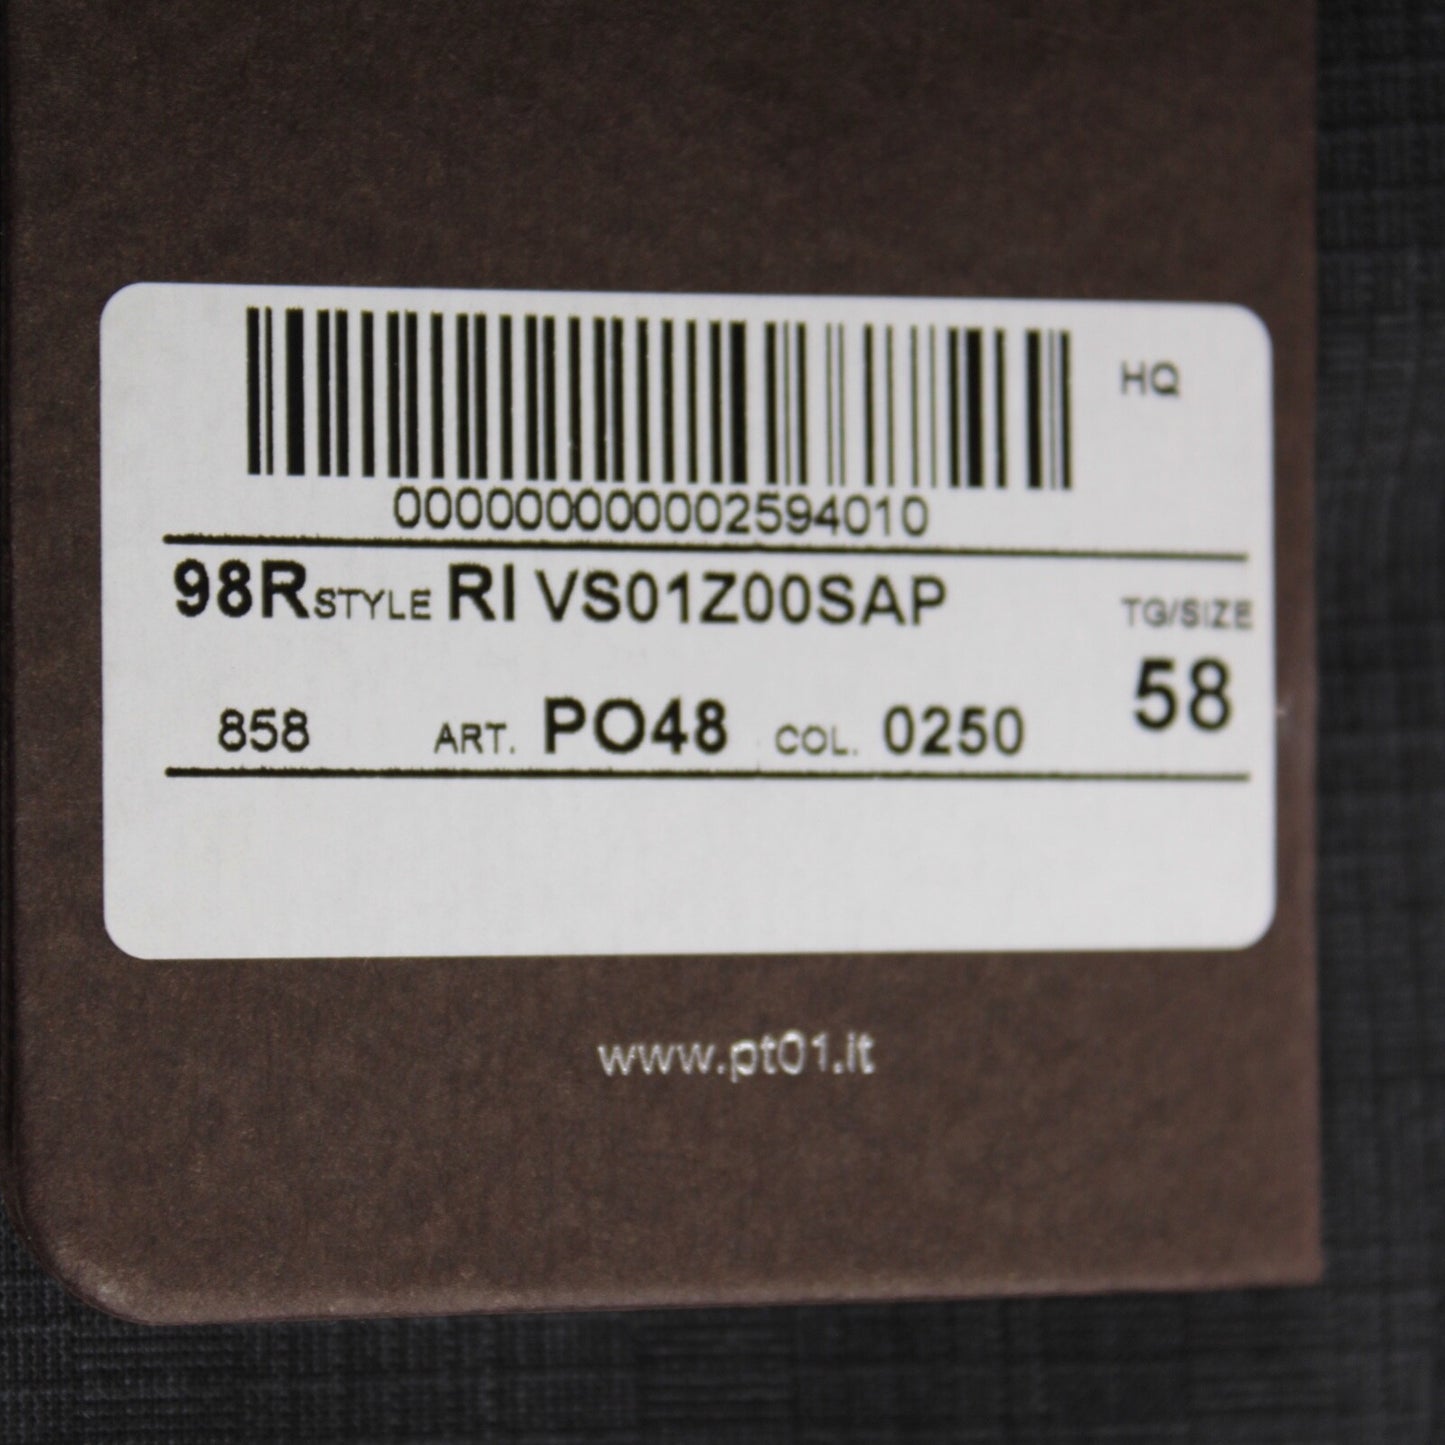 HQ
000000000002594010
98R STYLE RI VS01Z00SAP
TG/SIZE
58
858 ART. PO48 COL. 0250
www.pt01.it